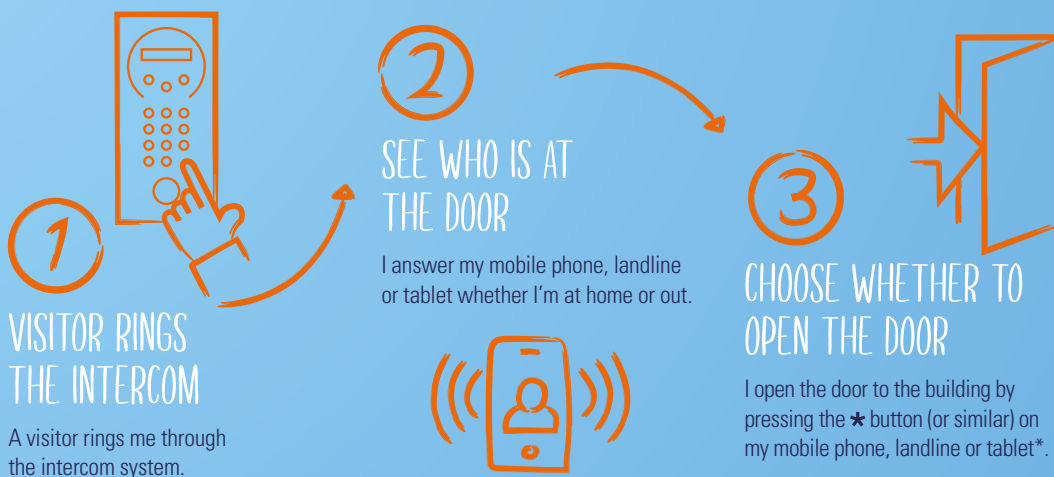 1
VISITOR RINGS
THE INTERCOM
A visitor rings me through
the intercom system.
2
SEE WHO IS AT
THE DOOR
I answer my mobile phone, landline
or tablet whether I'm at home or out.
3
CHOOSE WHETHER TO
OPEN THE DOOR
I open the door to the building by
pressing the * button (or similar) on
my mobile phone, landline or tablet*.